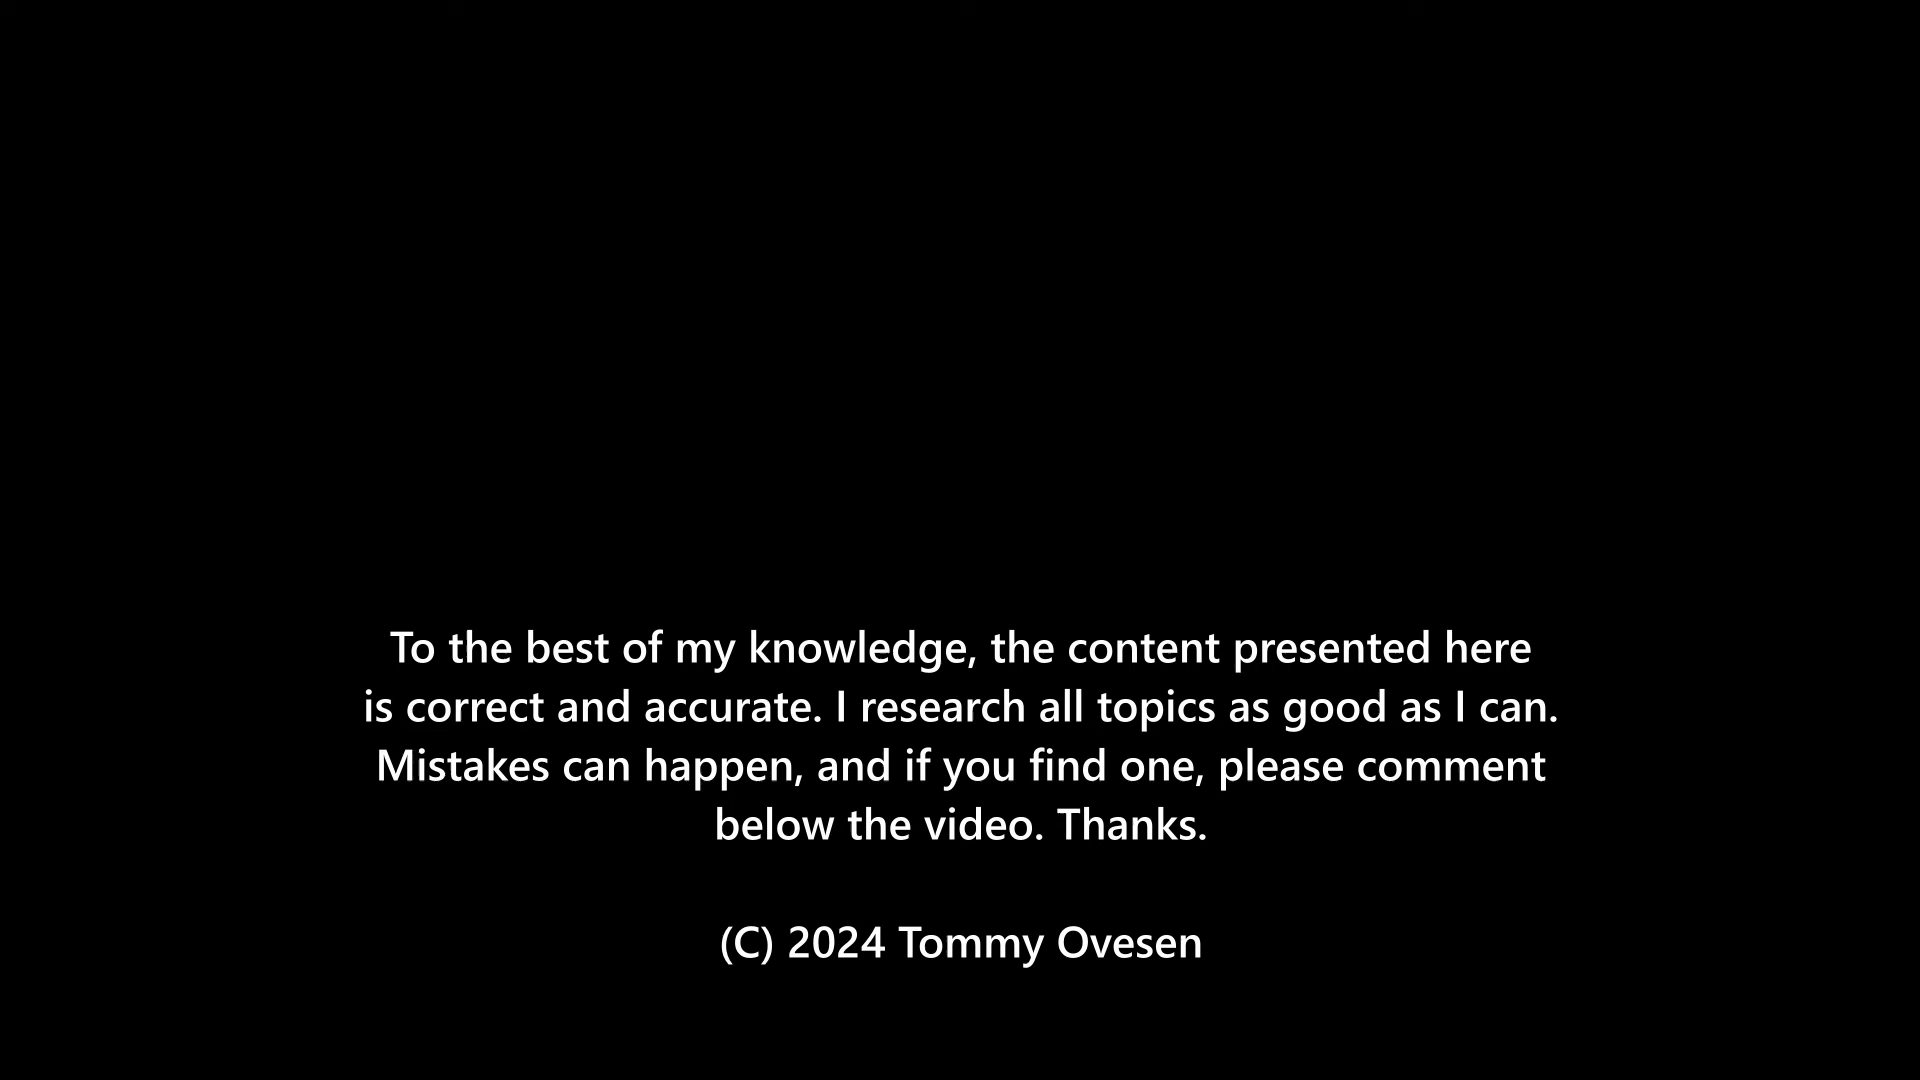 To the best of my knowledge, the content presented here
is correct and accurate. I research all topics as good as I can.
Mistakes can happen, and if you find one, please comment
below the video. Thanks.
(C) 2024 Tommy Ovesen